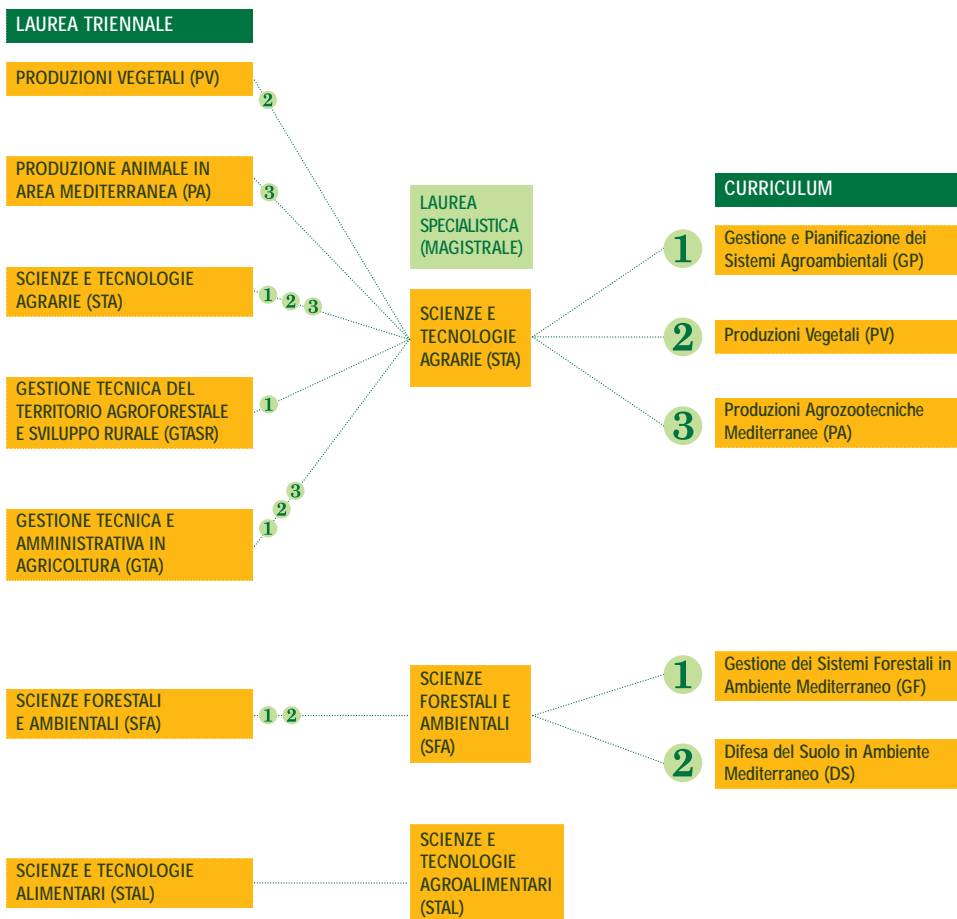 LAUREA TRIENNALE
PRODUZIONI VEGETALI (PV)
2
PRODUZIONE ANIMALE IN
AREA MEDITERRANEA (PA)
3
SCIENZE E TECNOLOGIE
AGRARIE (STA)
1 2 3
GESTIONE TECNICA DEL
TERRITORIO AGROFORESTALE
E SVILUPPO RURALE (GTASR)
1
GESTIONE TECNICA E
AMMINISTRATIVA IN
AGRICOLTURA (GTA)
1 2 3
SCIENZE FORESTALI
E AMBIENTALI (SFA)
1 2
SCIENZE E TECNOLOGIE
ALIMENTARI (STAL)
LAUREA
SPECIALISTICA
(MAGISTRALE)
SCIENZE E
TECNOLOGIE
AGRARIE (STA)
SCIENZE
FORESTALI E
AMBIENTALI
(SFA)
SCIENZE E
TECNOLOGIE
AGROALIMENTARI
(STAL)
CURRICULUM
1
Gestione e Pianificazione dei
Sistemi Agroambientali (GP)
2
Produzioni Vegetali (PV)
3
Produzioni Agrozootecniche
Mediterranee (PA)
1
Gestione dei Sistemi Forestali in
Ambiente Mediterraneo (GF)
2
Difesa del Suolo in Ambiente
Mediterraneo (DS)